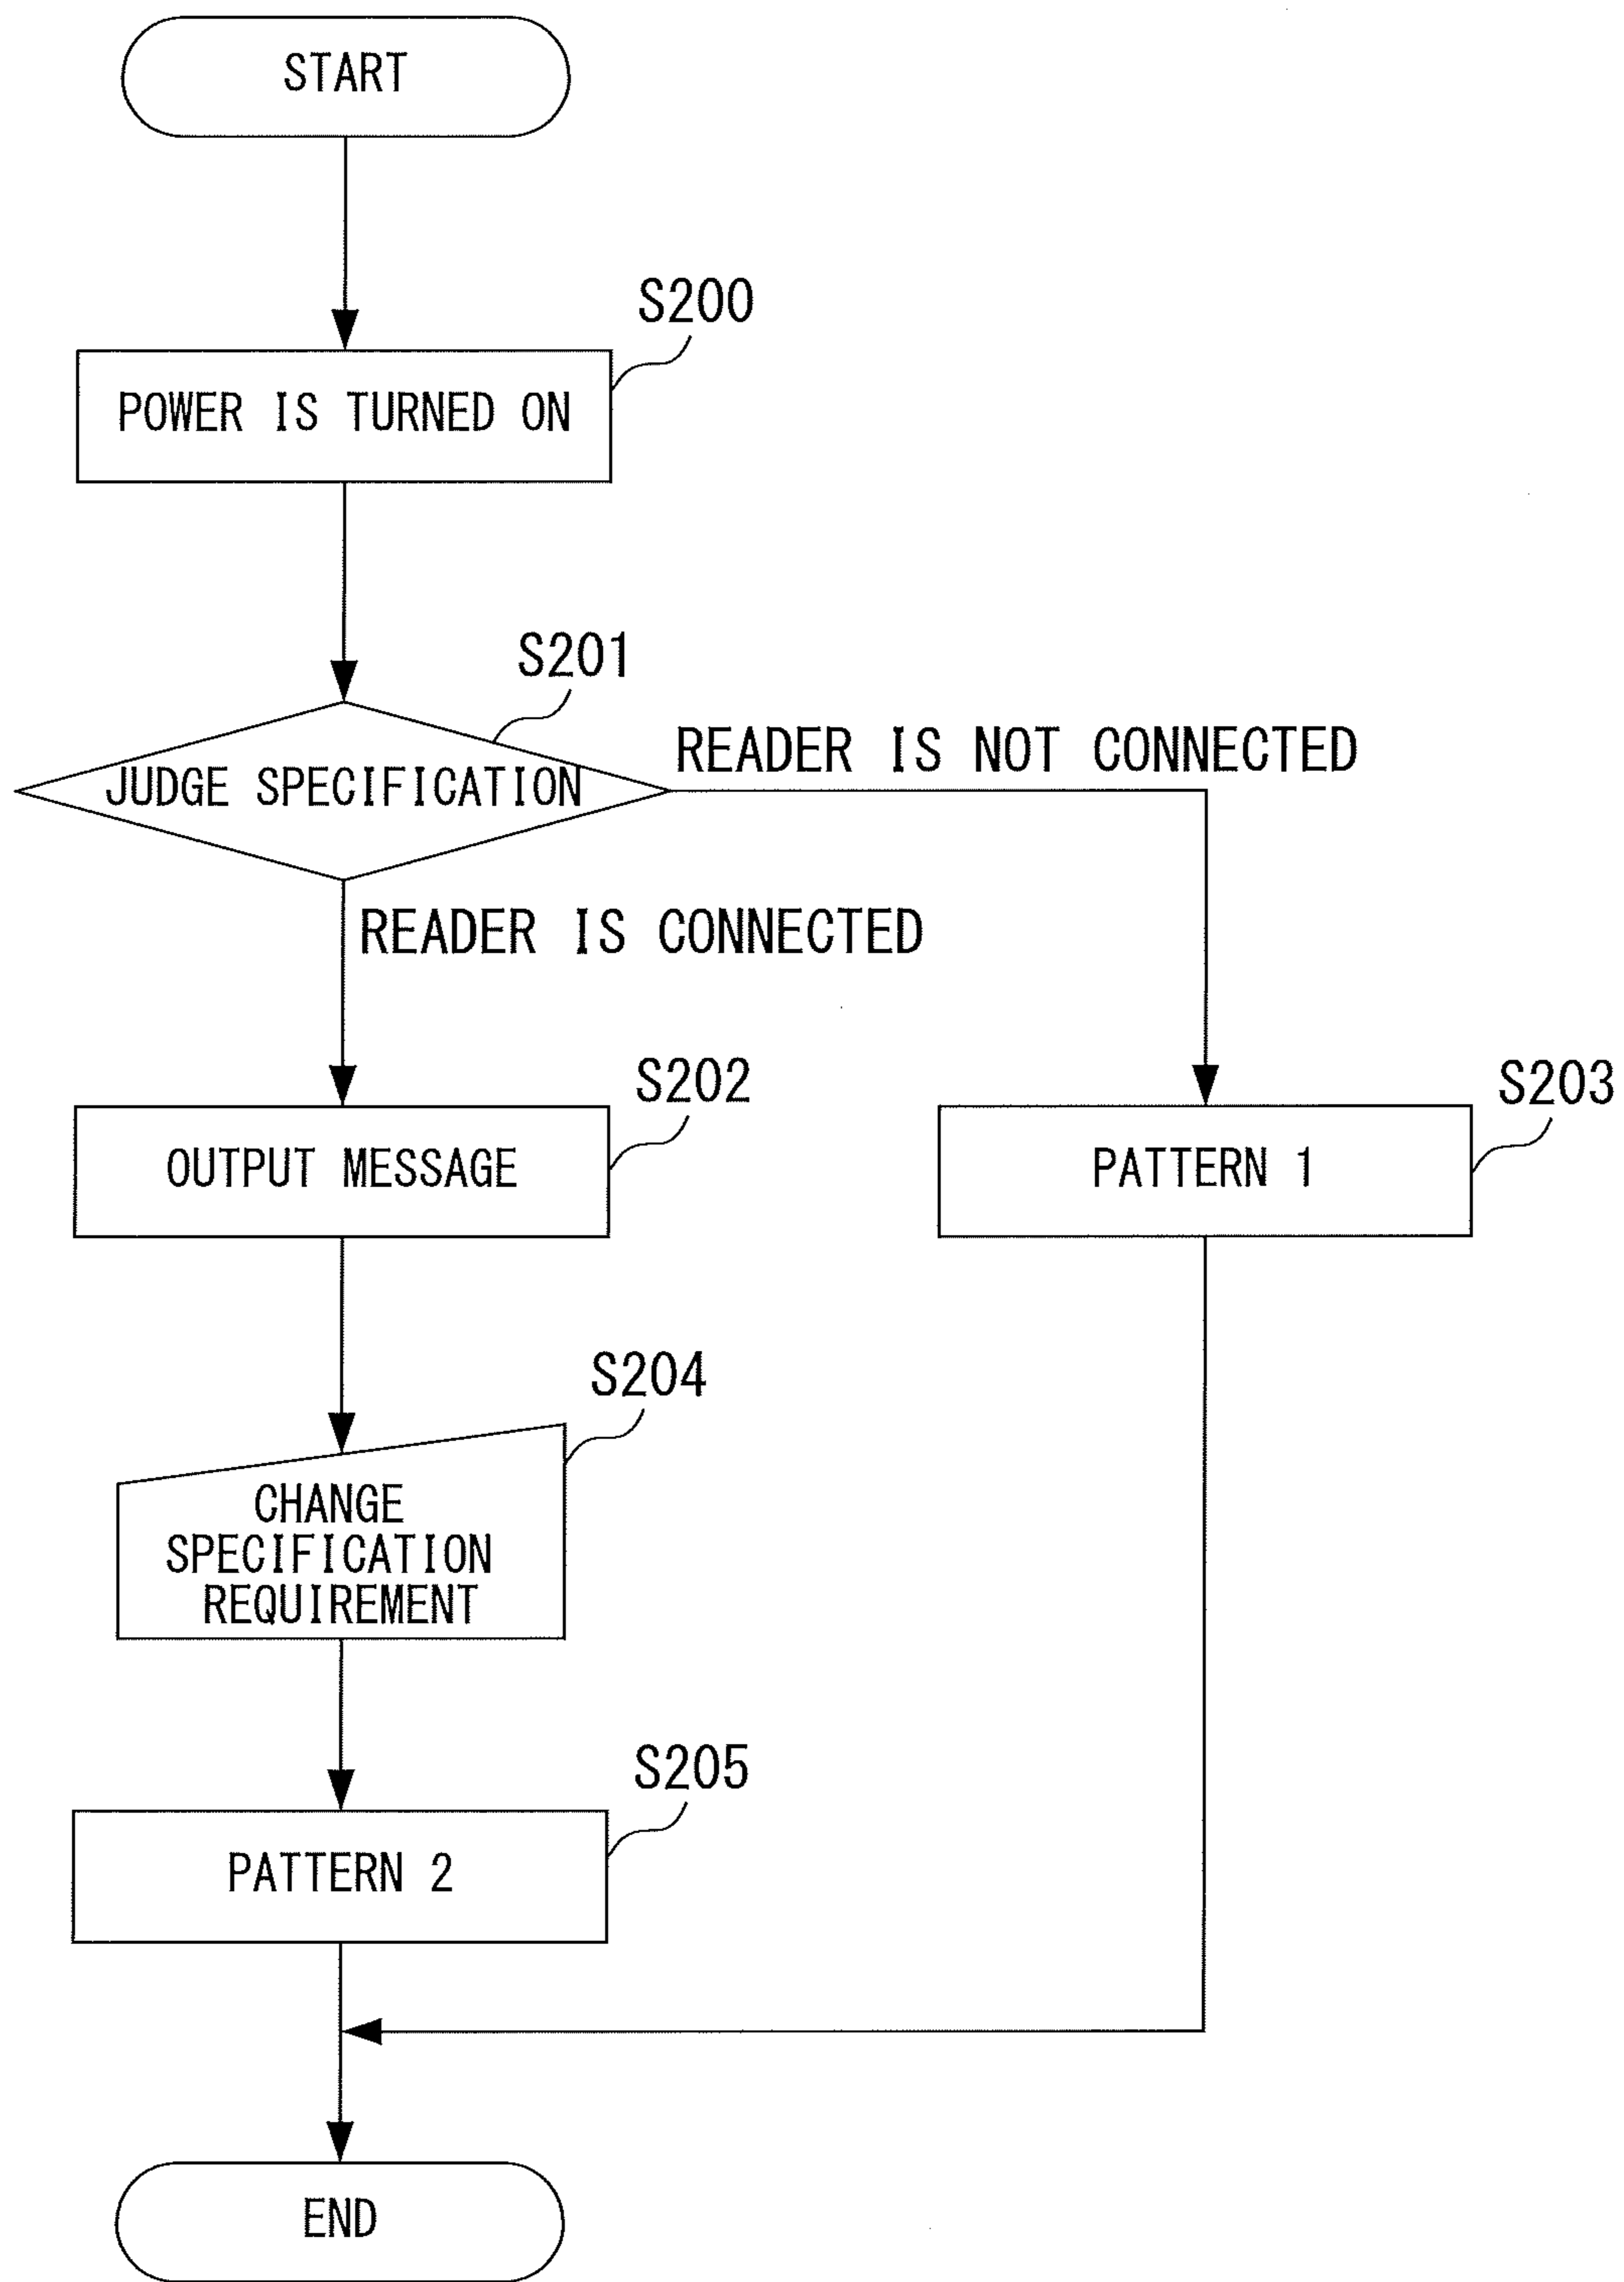 START
S200
POWER IS TURNED ON
S201
JUDGE SPECIFICATION
READER IS NOT CONNECTED
READER IS CONNECTED
S202
OUTPUT MESSAGE
S203
PATTERN 1
S204
CHANGE
SPECIFICATION
REQUIREMENT
S205
PATTERN 2
END